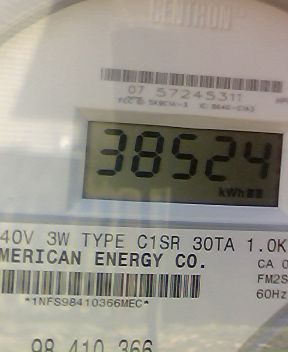 CENTRON
07 57245311
38524
kWh
40V 3W TYPE C1SR 30TA 1.0K
MERICAN ENERGY CO.
CA 0
FM2S
60Hz
*1NFS98410366MEC*
98 410 366